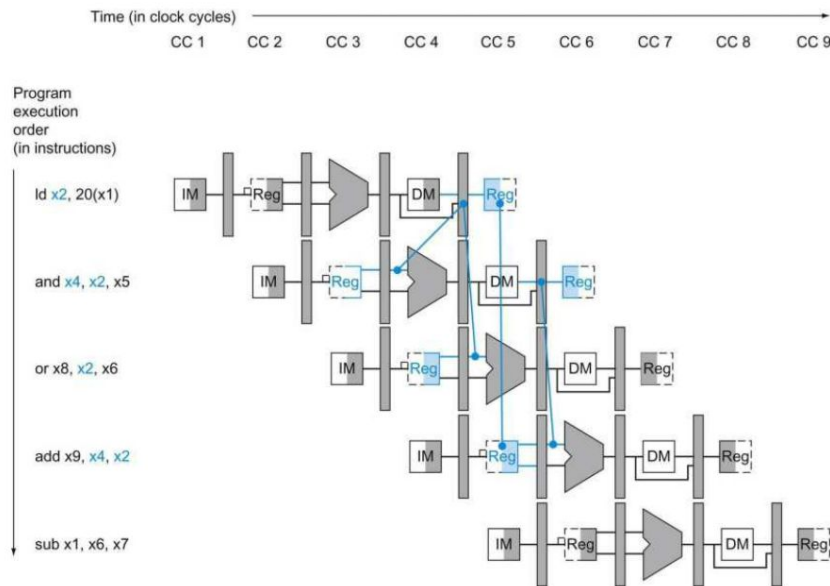 Time (in clock cycles)
CC 1 CC 2 CC 3 CC 4 CC 5 CC 6 CC 7 CC 8 CC 9
Program
execution
order
(in instructions)
ld x2, 20(x1) IM Reg DM Reg
and x4, x2, x5 IM Reg DM Reg
or x8, x2, x6 IM Reg DM Reg
add x9, x4, x2 IM Reg DM Reg
sub x1, x6, x7 IM Reg DM Reg